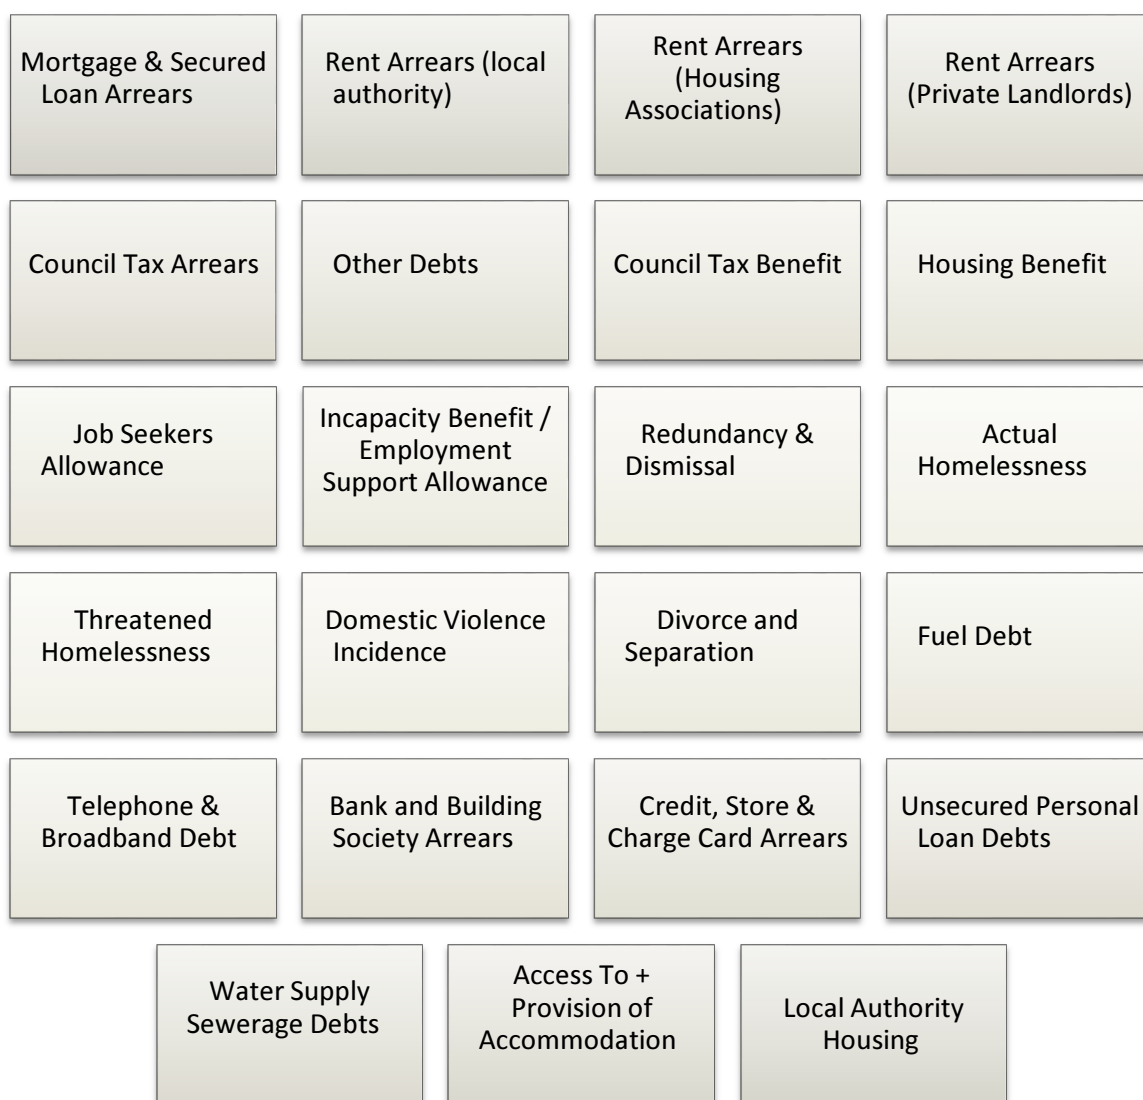 Mortgage & Secured
Loan Arrears
Rent Arrears (local
authority)
Rent Arrears
(Housing
Associations)
Rent Arrears
(Private Landlords)
Council Tax Arrears
Other Debts
Council Tax Benefit
Housing Benefit
Job Seekers
Allowance
Incapacity Benefit /
Employment
Support Allowance
Redundancy &
Dismissal
Actual
Homelessness
Threatened
Homelessness
Domestic Violence
Incidence
Divorce and
Separation
Fuel Debt
Telephone &
Broadband Debt
Bank and Building
Society Arrears
Credit, Store &
Charge Card Arrears
Unsecured Personal
Loan Debts
Water Supply
Sewerage Debts
Access To +
Provision of
Accommodation
Local Authority
Housing